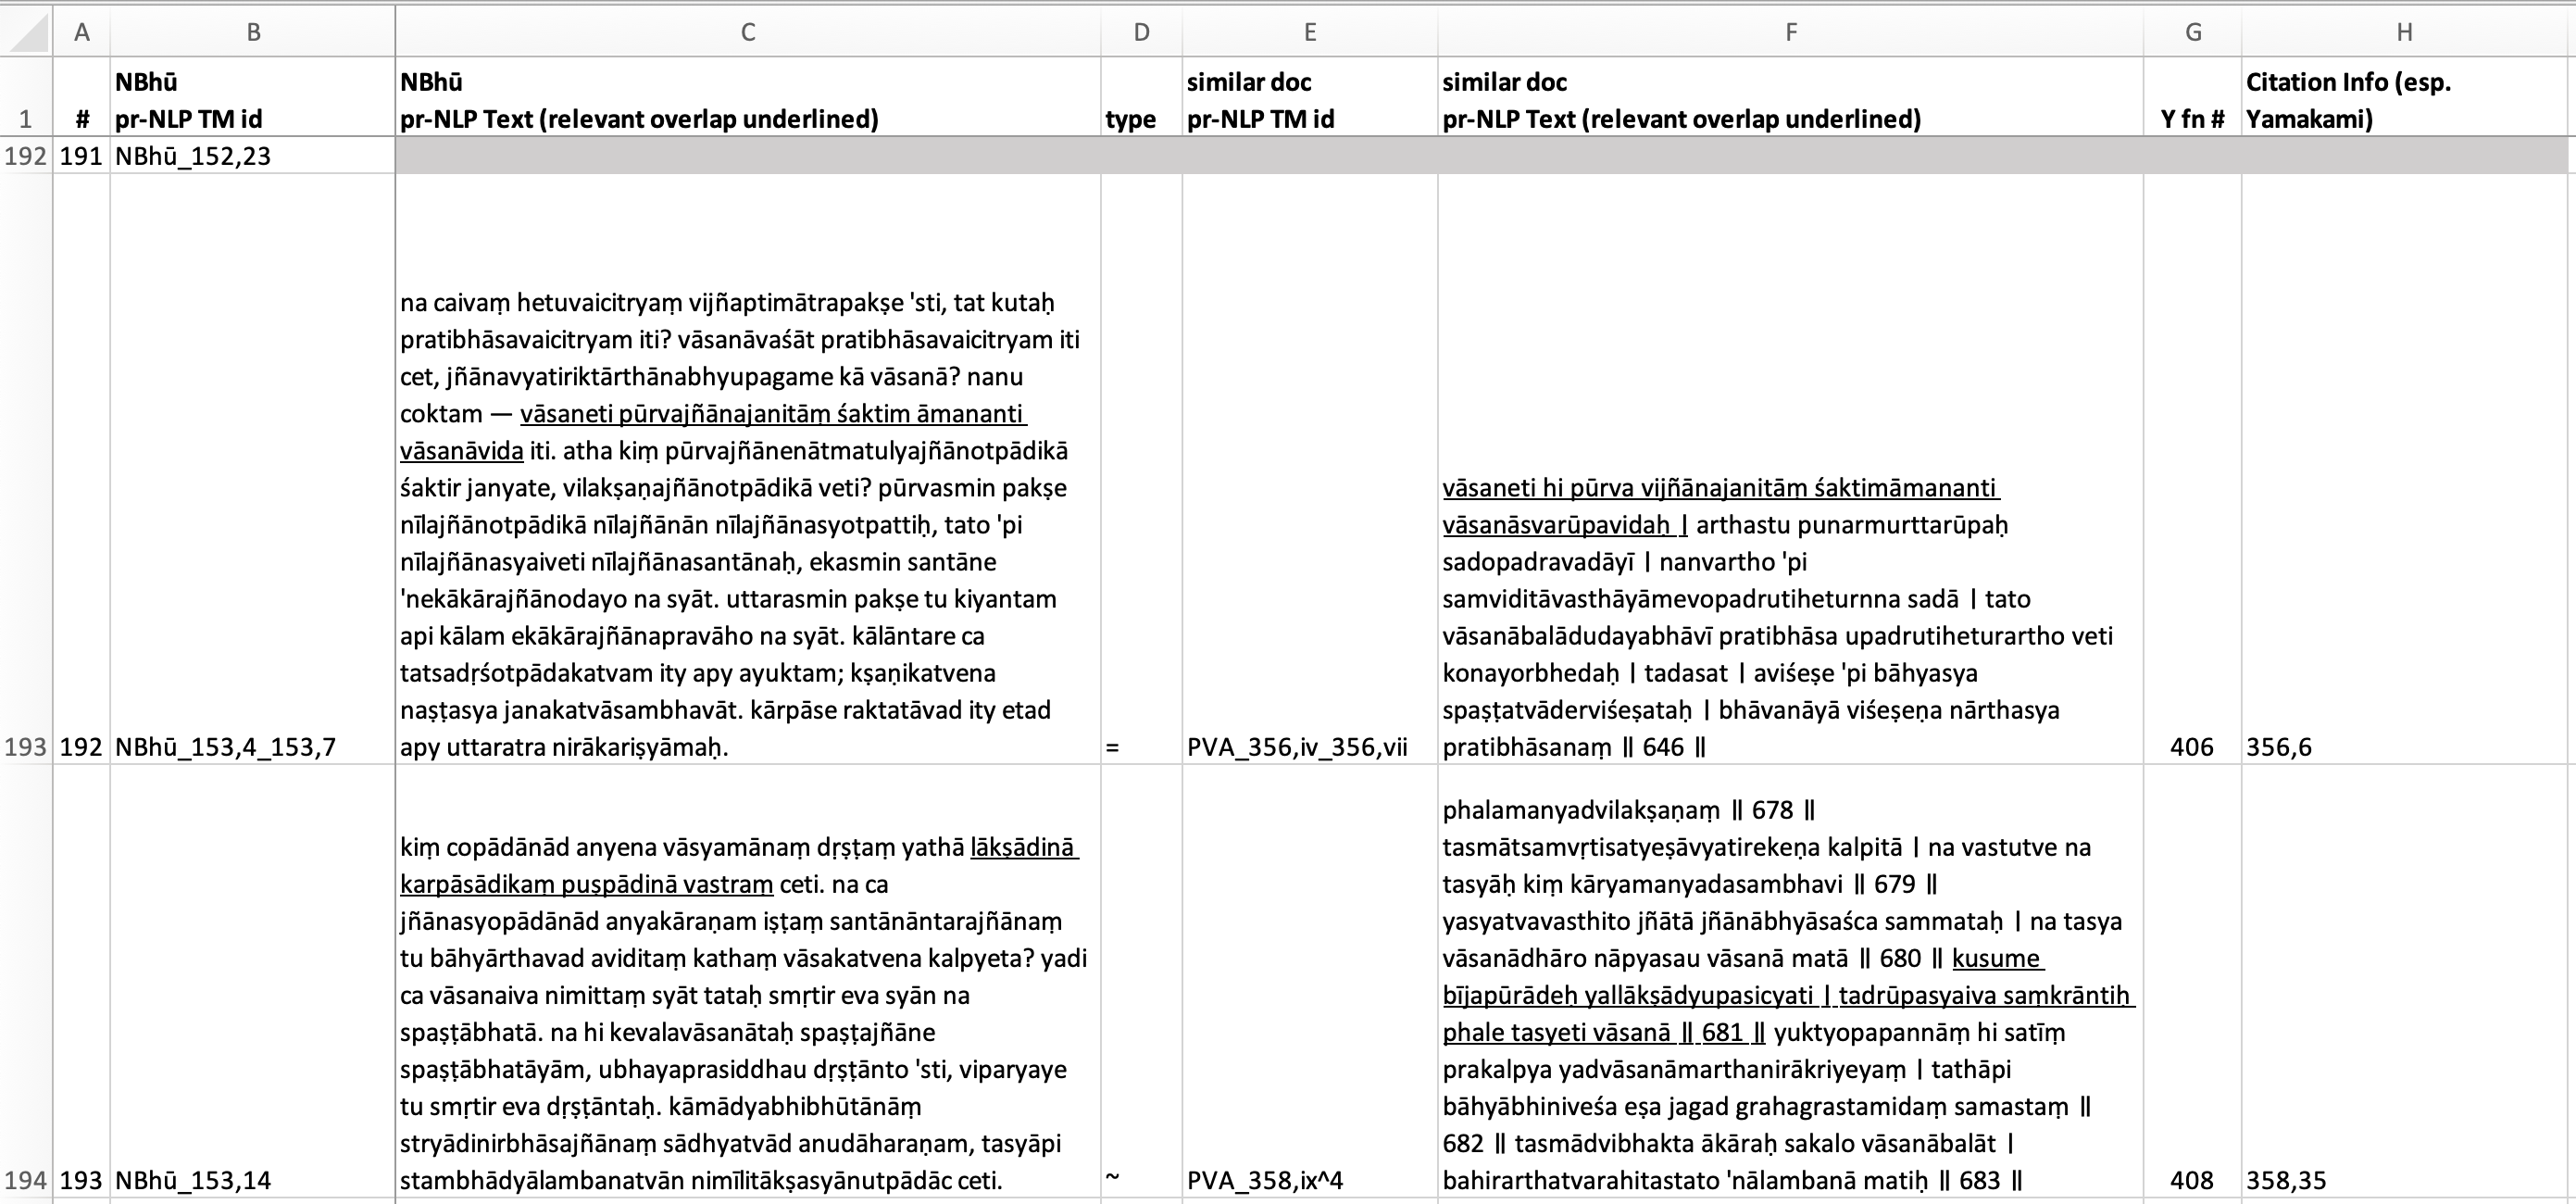 A B C D E F G H
1 # NBhū pr-NLP TM id NBhū pr-NLP Text (relevant overlap underlined) type similar doc pr-NLP TM id similar doc pr-NLP Text (relevant overlap underlined) Y fn # Citation Info (esp. Yamakami)
192 191 NBhū_152,23
193 192 NBhū_153,4_153,7
na caivaṃ hetuvaicitryaṃ vijñaptimātrapakṣe 'sti, tat kutaḥ
pratibhāsavaicitryam iti? vāsanāvaśāt pratibhāsavaicitryam iti
cet, jñānavyatiriktārthānabhyupagame kā vāsanā? nanu
coktam — vāsaneti pūrvajñānajanitāṃ śaktim āmananti
vāsanāvida iti. atha kiṃ pūrvajñānenātmatulyajñānotpādikā
śaktir janyate, vilakṣaṇajñānotpādikā veti? pūrvasmin pakṣe
nīlajñānotpādikā nīlajñānān nīlajñānasyotpattiḥ, tato 'pi
nīlajñānasyaiveti nīlajñānasantānaḥ, ekasmin santāne
'nekākārajñānodayo na syāt. uttarasmin pakṣe tu kiyantam
api kālam ekākārajñānapravāho na syāt. kālāntare ca
tatsadṛśotpādakatvam ity apy ayuktam; kṣaṇikatvena
naṣṭasya janakatvāsambhavāt. kārpāse raktatāvad ity etad
apy uttaratra nirākariṣyāmaḥ.
=
PVA_356,iv_356,vii
vāsaneti hi pūrva vijñānajanitāṃ śaktimāmananti
vāsanāsvarūpavidaḥ | arthastu punarmurttarūpaḥ
sadopadravadāyī | nanvartho 'pi
samviditāvasthāyāmevopadrutiheturnna sadā | tato
vāsanābalādudayabhāvī pratibhāsa upadrutiheturartho veti
konayorbhedaḥ | tadasat | aviśeṣe 'pi bāhyasya
spaṣṭatvāderviśeṣataḥ | bhāvanāyā viśeṣeṇa nārthasya
pratibhāsanaṃ ‖ 646 ‖
406
356,6
194 193 NBhū_153,14
kiṃ copādānād anyena vāsyamānaṃ dṛṣṭaṃ yathā lākṣādinā
karpāsādikaṃ puṣpādinā vastraṃ ceti. na ca
jñānasyopādānād anyakāraṇam iṣṭaṃ santānāntarajñānaṃ
tu bāhyārthavad aviditaṃ kathaṃ vāsakatvena kalpyeta? yadi
ca vāsanaiva nimittaṃ syāt tataḥ smṛtir eva syān na
spaṣṭābhatā. na hi kevalavāsanātaḥ spaṣṭajñāne
spaṣṭābhatāyām, ubhayaprasiddhau dṛṣṭānto 'sti, viparyaye
tu smṛtir eva dṛṣṭāntaḥ. kāmādyabhibhūtānāṃ
stryādinirbhāsajñānaṃ sādhyatvād anudāharaṇam, tasyāpi
stambhādyālambanatvān nimīlitākṣasyānutpādāc ceti.
~
PVA_358,ix^4
phalamanyadvilakṣaṇaṃ ‖ 678 ‖
tasmātsamvṛtisatyeṣāvyatirekeṇa kalpitā | na vastutve na
tasyāḥ kiṃ kāryamanyadasambhavi ‖ 679 ‖
yasyatvavasthito jñātā jñānābhyāsaśca sammataḥ | na tasya
vāsanādhāro nāpyasau vāsanā matā ‖ 680 ‖ kusume
bījapūrādeḥ yallākṣādyupasicyati | tadrūpasyaiva saṃkrāntiḥ
phale tasyeti vāsanā ‖ 681 ‖ yuktyopapannāṃ hi satīṃ
prakalpya yadvāsanāmarthanirākriyeyaṃ | tathāpi
bāhyābhiniveśa eṣa jagad grahagrastamidaṃ samastaṃ ‖
682 ‖ tasmādvibhakta ākāraḥ sakalo vāsanābalāt |
bahirarthatvarahitastato 'nālambanā matiḥ ‖ 683 ‖
408
358,35